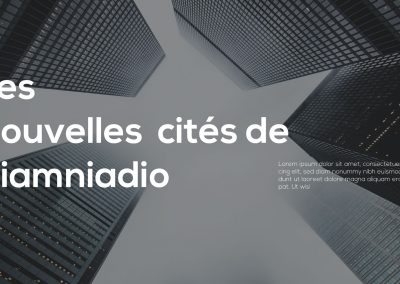 es
ouvelles cités de
iamniadio
Lorem ipsum dolor sit amet, consectetue
cing elit, sed diam nonummy nibh euismo
dunt ut laoreet dolore magna aliquam era
pat. Ut wisi